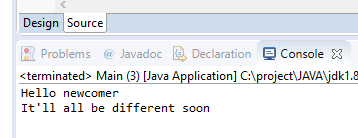 Design Source
Problems @ Javadoc Declaration Console
<terminated> Main (3) [Java Application] C:\project\JAVA\jdk1.8
Hello newcomer
It'll all be different soon